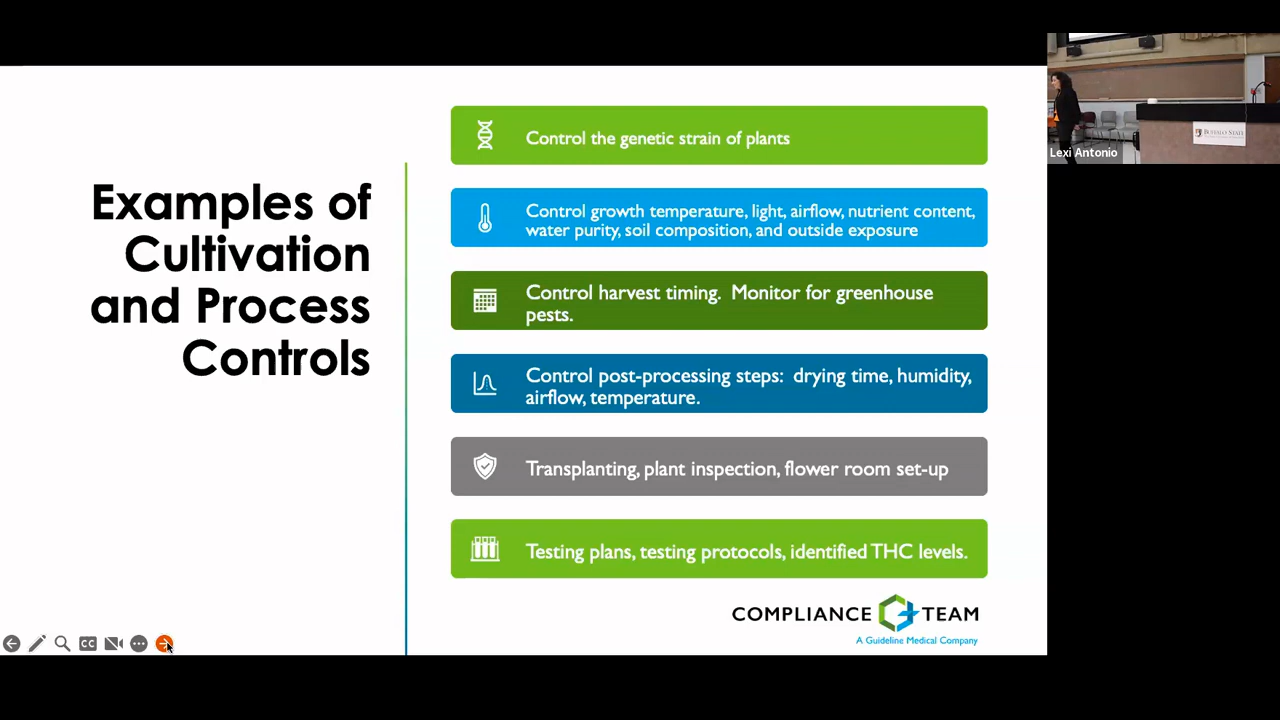 Examples of
Cultivation
and Process
Controls
Control the genetic strain of plants
Control growth temperature, light, airflow, nutrient content,
water purity, soil composition, and outside exposure
Control harvest timing.  Monitor for greenhouse
pests.
Control post-processing steps:  drying time, humidity,
airflow, temperature.
Transplanting, plant inspection, flower room set-up
Testing plans, testing protocols, identified THC levels.
COMPLIANCE TEAM
A Guideline Medical Company
CC
Lexi Antonio
BUFFALO STATE